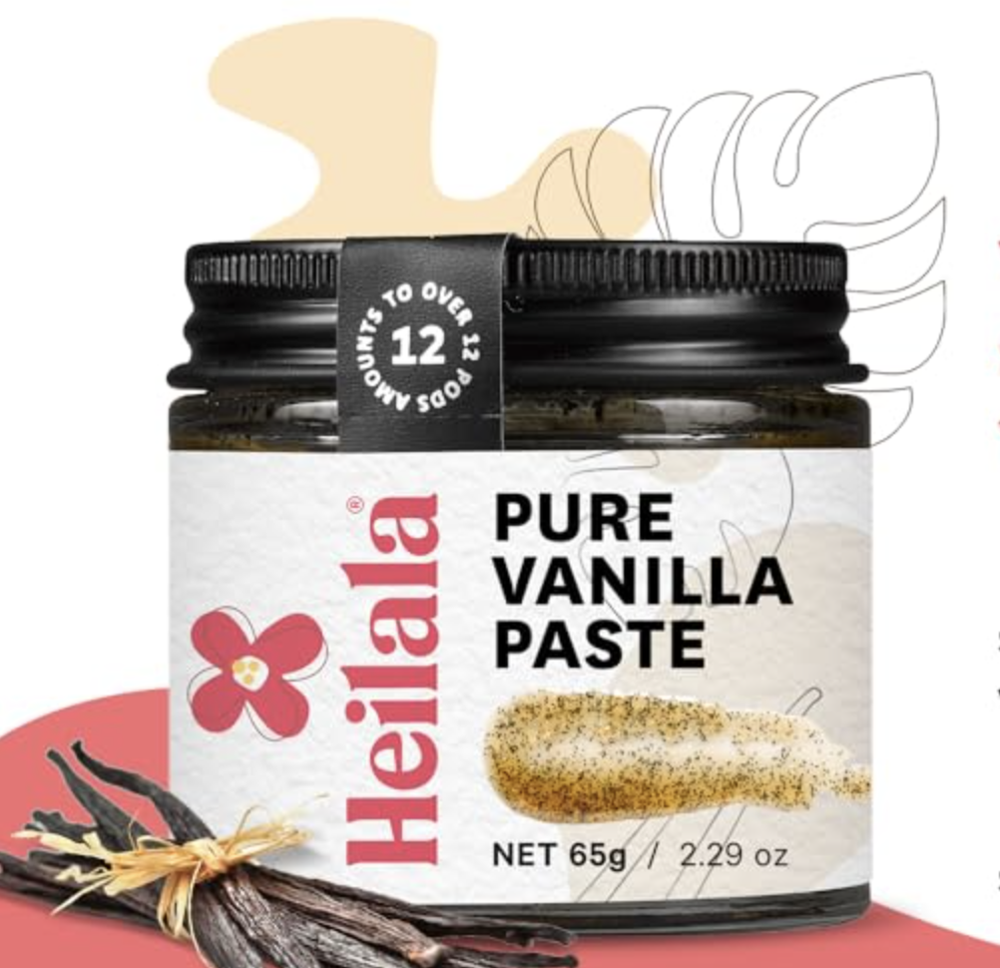 AMOUNTS TO OVER 12 PODS
12
Heilala®
PURE
VANILLA
PASTE
NET 65g / 2.29 oz